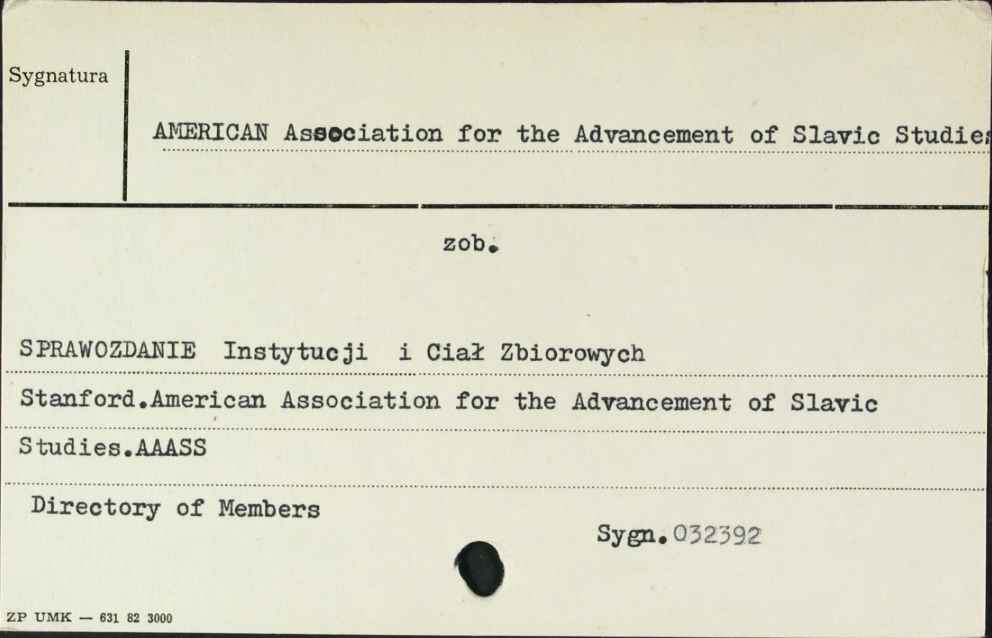 Sygnatura
AMERICAN Association for the Advancement of Slavic Studies
zob.
SPRAWOZDANIE Instytucji i Ciał Zbiorowych
Stanford.American Association for the Advancement of Slavic
Studies.AAASS
Directory of Members
Sygn.032392
ZP UMK — 631 82 3000